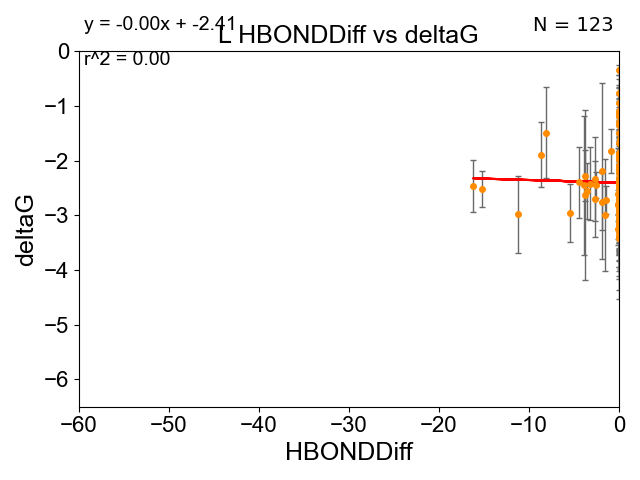 y = -0.00x + -2.41
N = 123
L HBONDDiff vs deltaG
r^2 = 0.00
0
−1
−2
−3
−4
−5
−6
deltaG
−60
−50
−40
−30
−20
−10
0
HBONDDiff